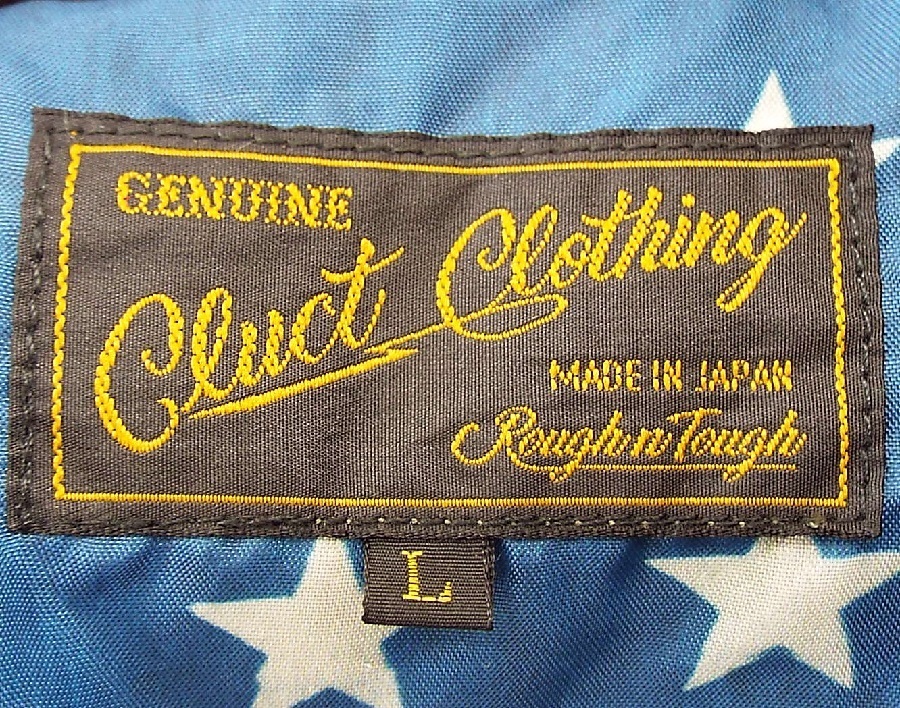 GENUINE
Cluct Clothing
MADE IN JAPAN
Rough n Tough
L